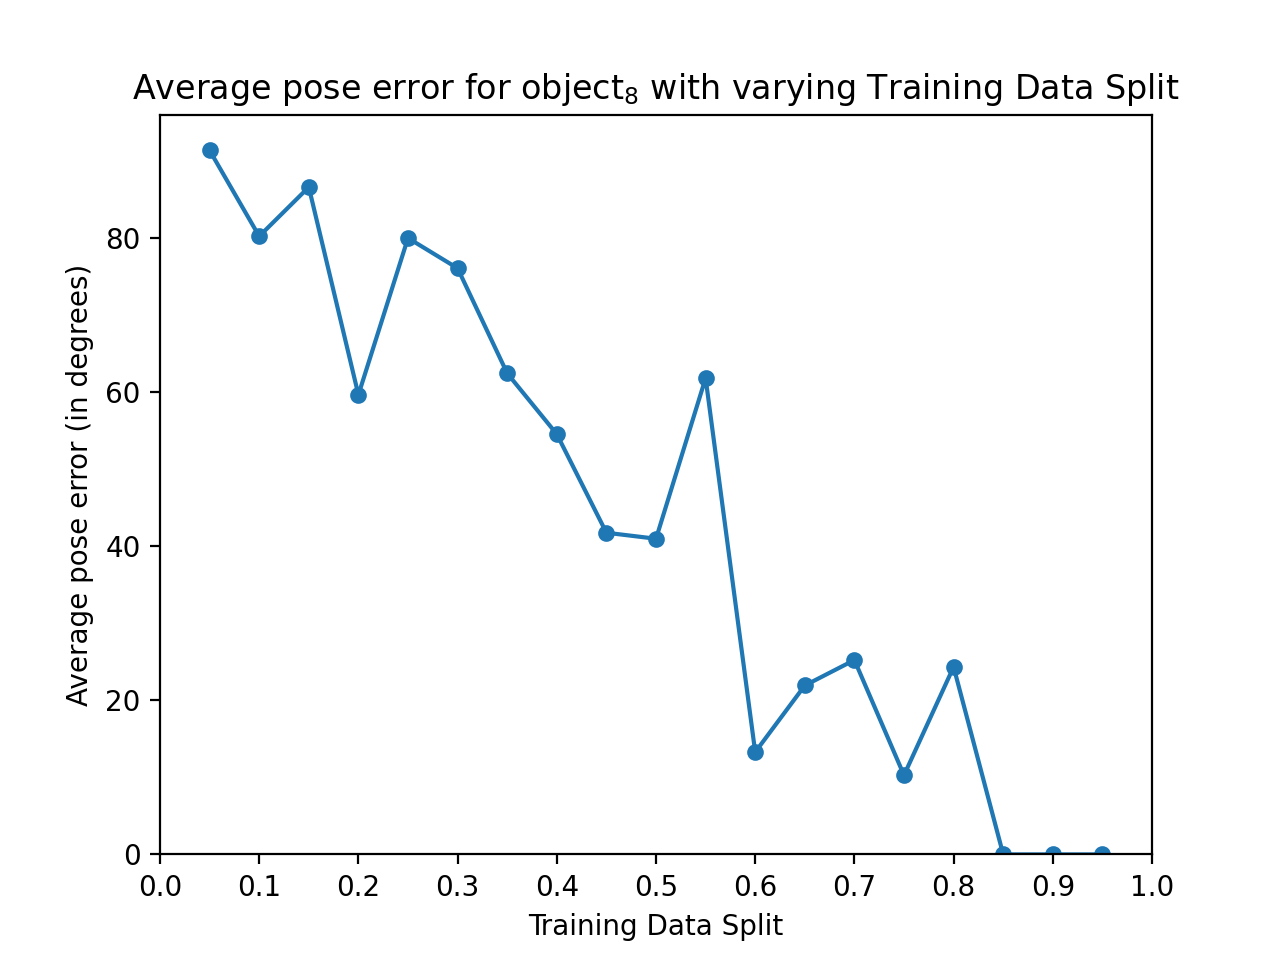 Average pose error for object₈ with varying Training Data Split
Average pose error (in degrees)
80
60
40
20
0
0.0 0.1 0.2 0.3 0.4 0.5 0.6 0.7 0.8 0.9 1.0
Training Data Split